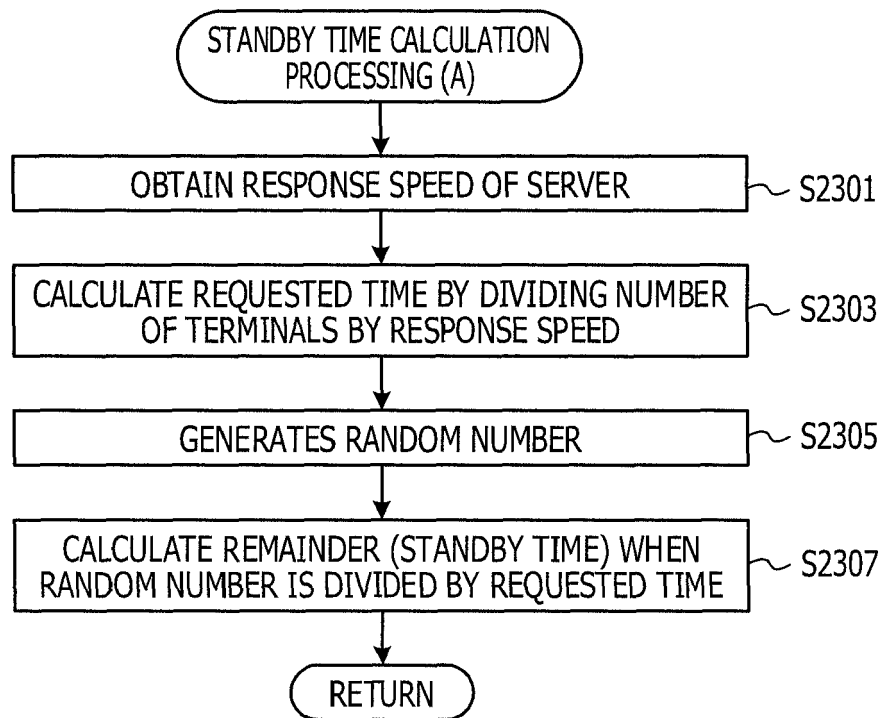 STANDBY TIME CALCULATION
PROCESSING (A)
OBTAIN RESPONSE SPEED OF SERVER
S2301
CALCULATE REQUESTED TIME BY DIVIDING NUMBER
OF TERMINALS BY RESPONSE SPEED
S2303
GENERATES RANDOM NUMBER
S2305
CALCULATE REMAINDER (STANDBY TIME) WHEN
RANDOM NUMBER IS DIVIDED BY REQUESTED TIME
S2307
RETURN